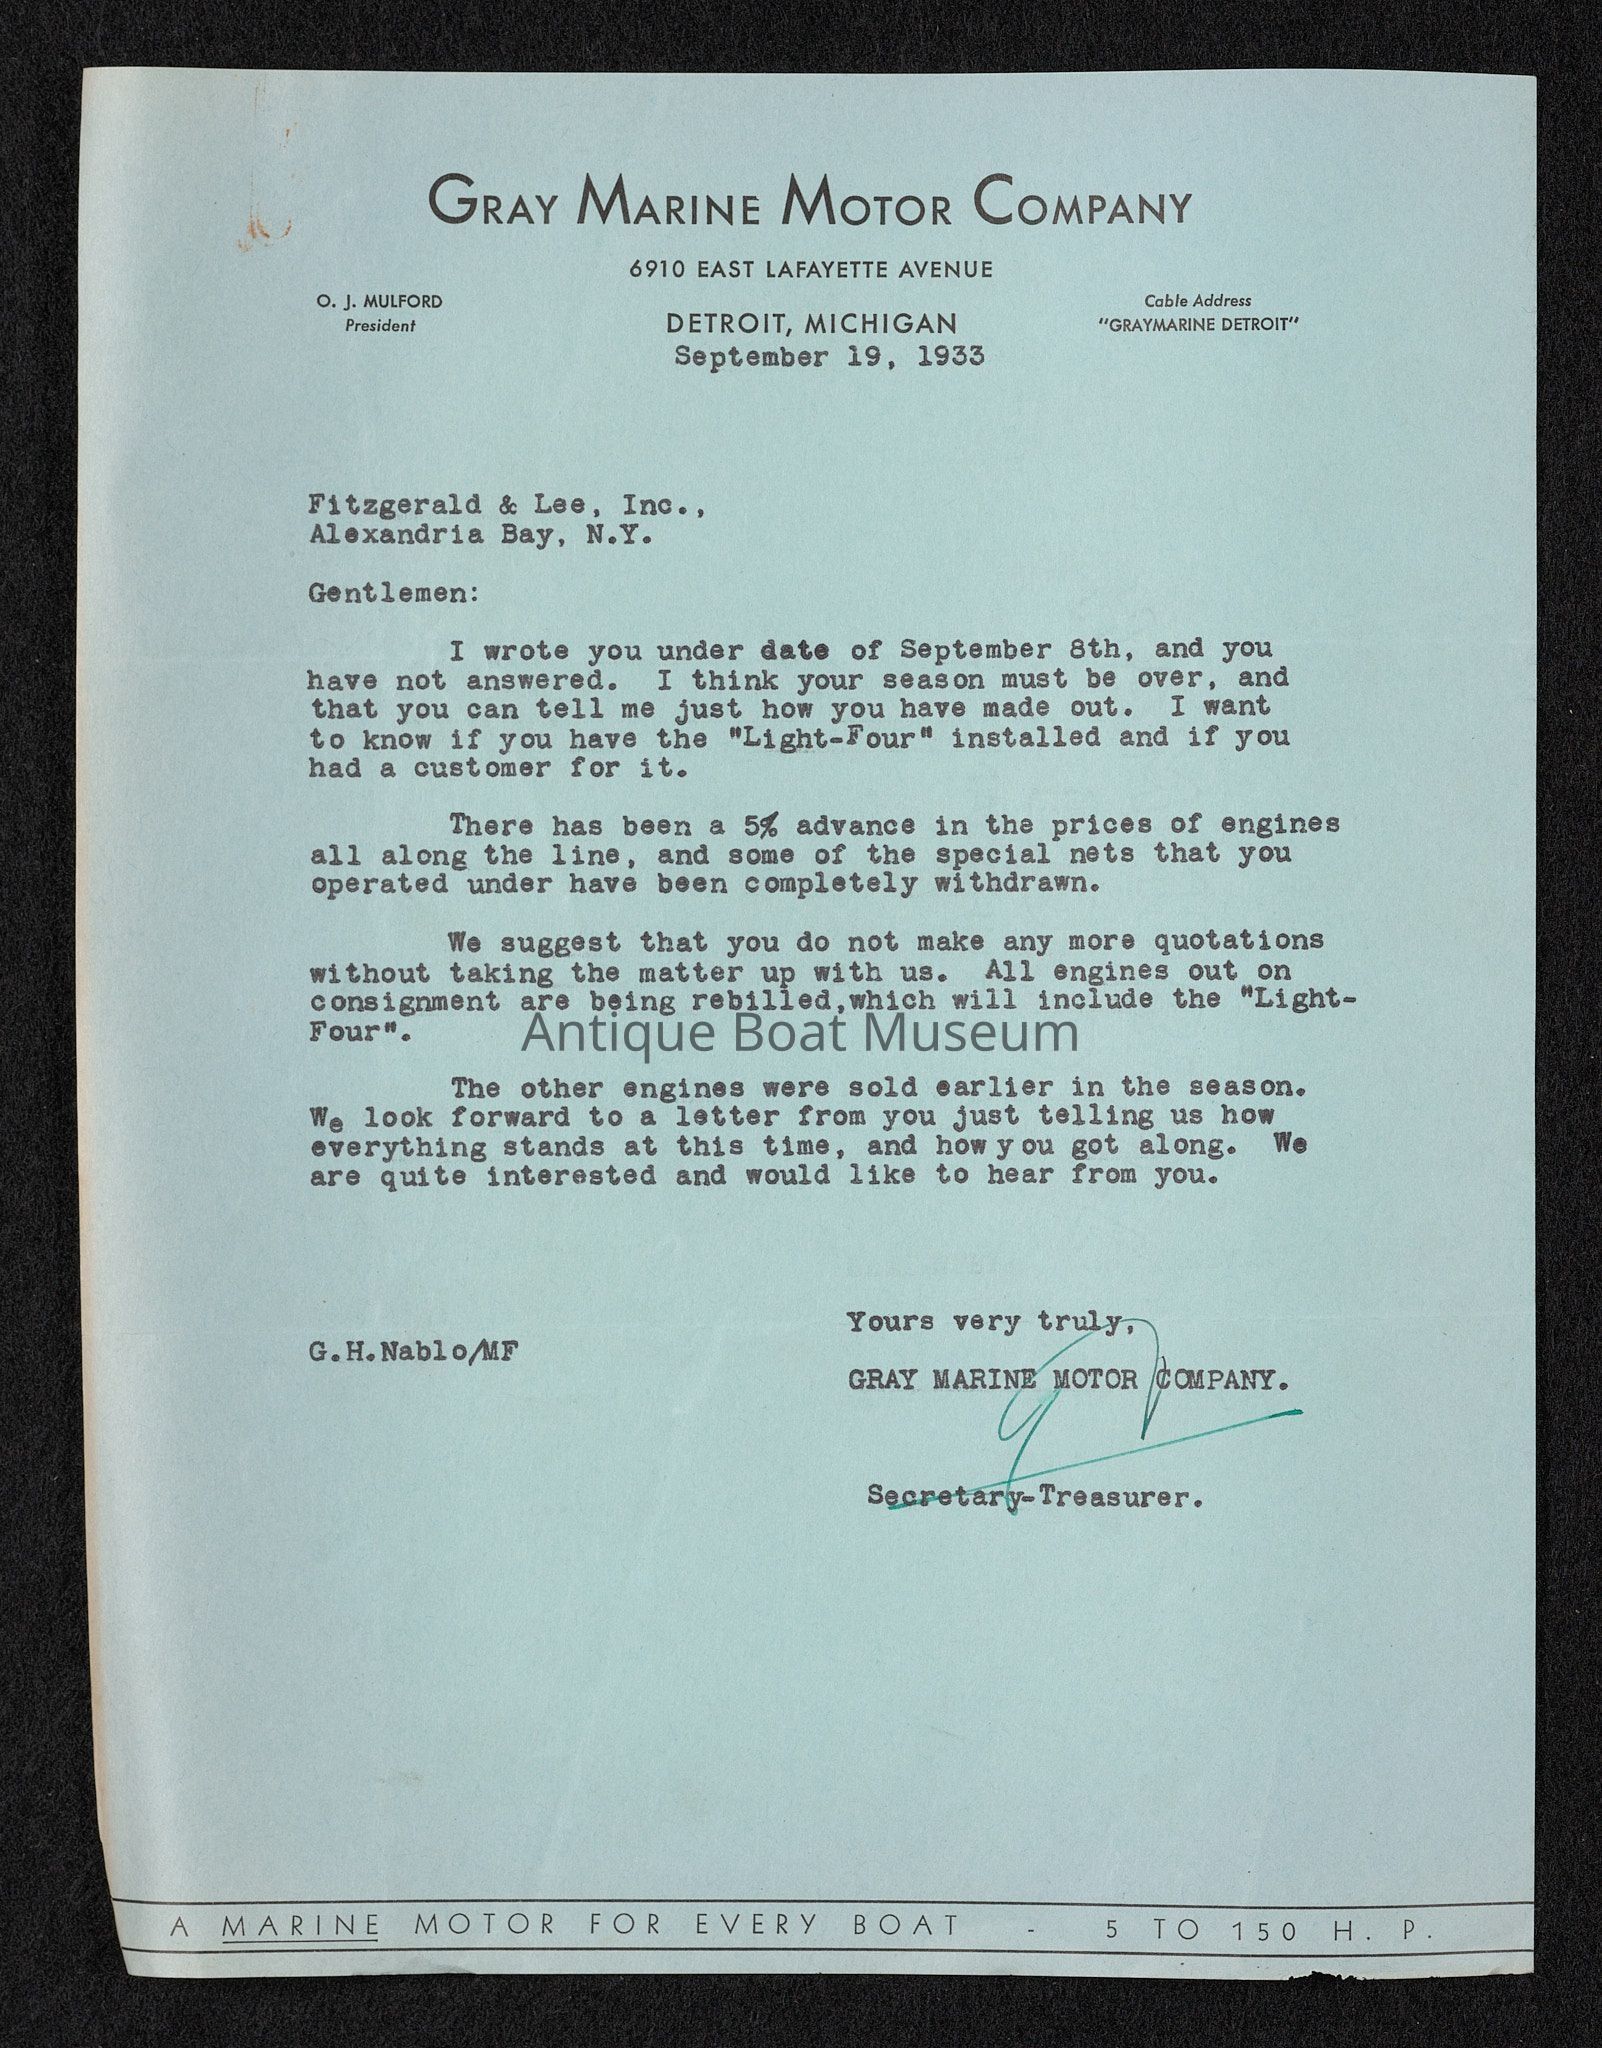 GRAY MARINE MOTOR COMPANY
6910 EAST LAFAYETTE AVENUE
O. J. MULFORD
President
DETROIT, MICHIGAN
Cable Address
"GRAYMARINE DETROIT"
September 19, 1933
Fitzgerald & Lee, Inc.,
Alexandria Bay, N.Y.
Gentlemen:
I wrote you under date of September 8th, and you
have not answered. I think your season must be over, and
that you can tell me just how you have made out. I want
to know if you have the "Light-Four" installed and if you
had a customer for it.
There has been a 5% advance in the prices of engines
all along the line, and some of the special nets that you
operated under have been completely withdrawn.
We suggest that you do not make any more quotations
without taking the matter up with us. All engines out on
consignment are being rebilled,which will include the "Light-
Four".
Antique Boat Museum
The other engines were sold earlier in the season.
We look forward to a letter from you just telling us how
everything stands at this time, and how you got along. We
are quite interested and would like to hear from you.
Yours very truly,
G.H.Nablo/MF
GRAY MARINE MOTOR COMPANY.
Secretary-Treasurer.
A MARINE MOTOR FOR EVERY BOAT - 5 TO 150 H. P.